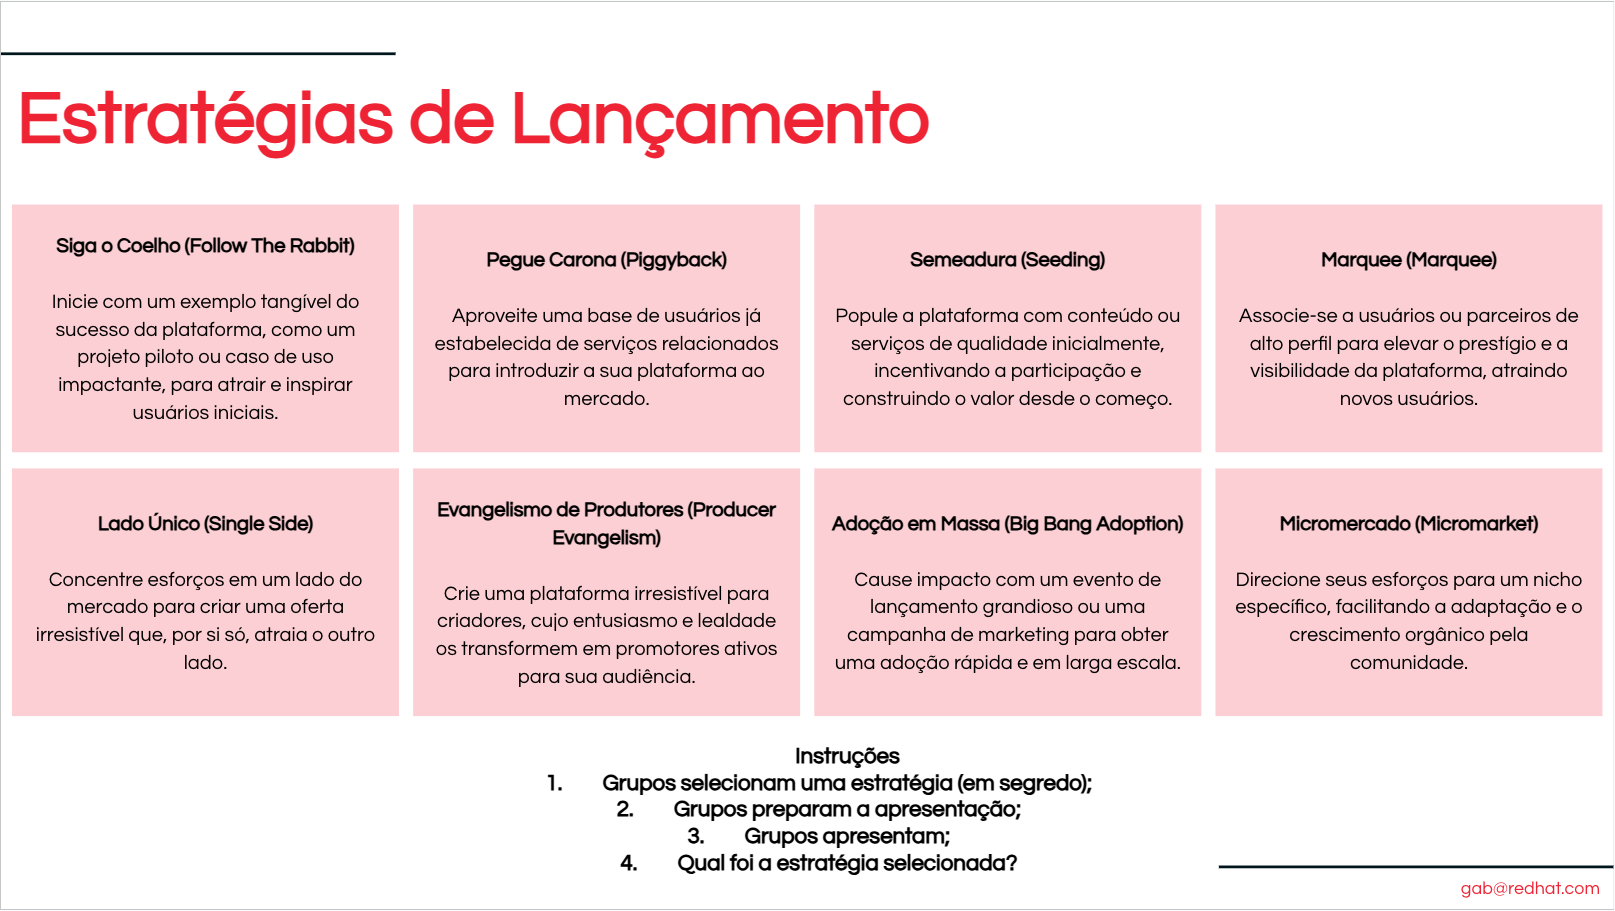 Estratégias de Lançamento
Siga o Coelho (Follow The Rabbit)
Inicie com um exemplo tangível do
sucesso da plataforma, como um
projeto piloto ou caso de uso
impactante, para atrair e inspirar
usuários iniciais.
Pegue Carona (Piggyback)
Aproveite uma base de usuários já
estabelecida de serviços relacionados
para introduzir a sua plataforma ao
mercado.
Semeadura (Seeding)
Popule a plataforma com conteúdo ou
serviços de qualidade inicialmente,
incentivando a participação e
construindo o valor desde o começo.
Marquee (Marquee)
Associe-se a usuários ou parceiros de
alto perfil para elevar o prestígio e a
visibilidade da plataforma, atraindo
novos usuários.
Lado Único (Single Side)
Concentre esforços em um lado do
mercado para criar uma oferta
irresistível que, por si só, atraia o outro
lado.
Evangelismo de Produtores (Producer
Evangelism)
Crie uma plataforma irresistível para
criadores, cujo entusiasmo e lealdade
os transformem em promotores ativos
para sua audiência.
Adoção em Massa (Big Bang Adoption)
Cause impacto com um evento de
lançamento grandioso ou uma
campanha de marketing para obter
uma adoção rápida e em larga escala.
Micromercado (Micromarket)
Direcione seus esforços para um nicho
específico, facilitando a adaptação e o
crescimento orgânico pela
comunidade.
Instruções
1. Grupos selecionam uma estratégia (em segredo);
2. Grupos preparam a apresentação;
3. Grupos apresentam;
4. Qual foi a estratégia selecionada?
gab@redhat.com